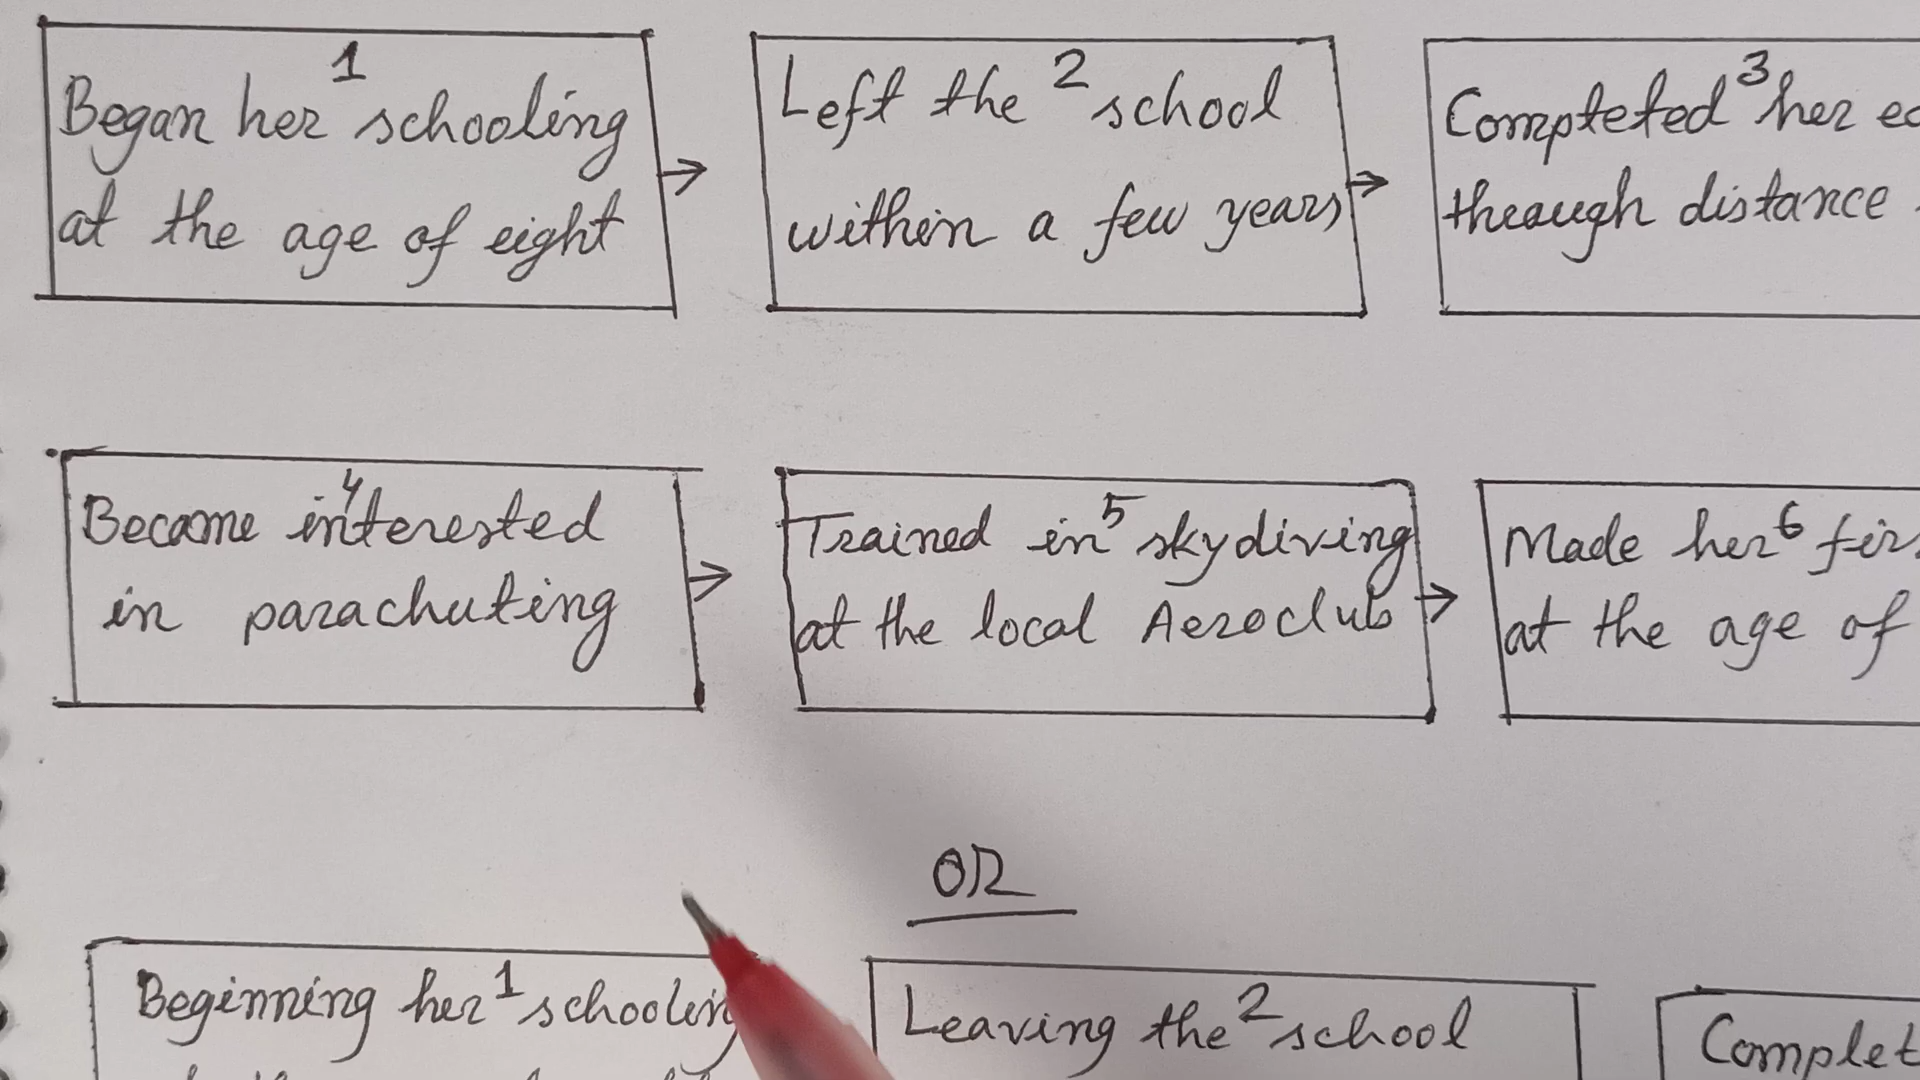 1
Began her schooling
at the age of eight
2
Left the school
within a few years
3
Completed her
through distance
4
Became interested
in parachuting
5
Trained in skydiving
at the local Aeroclub
6
Made her
at the age of
OR
1
Beginning her schooling
2
Leaving the school